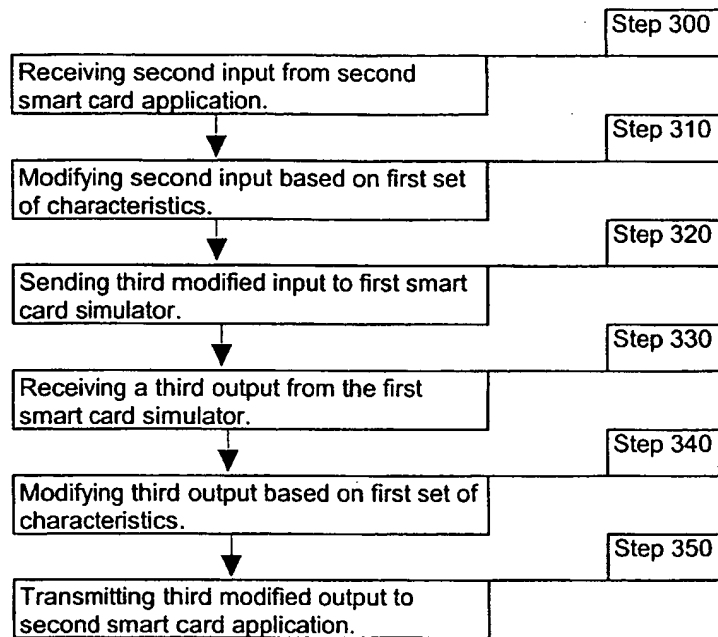 Step 300
Receiving second input from second
smart card application.
Step 310
Modifying second input based on first set
of characteristics.
Step 320
Sending third modified input to first smart
card simulator.
Step 330
Receiving a third output from the first
smart card simulator.
Step 340
Modifying third output based on first set of
characteristics.
Step 350
Transmitting third modified output to
second smart card application.